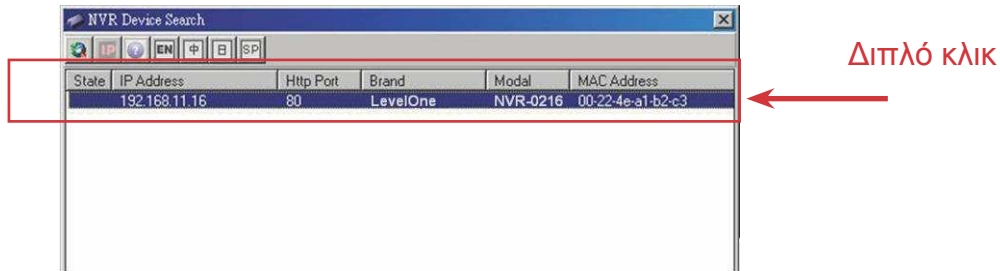 NVR Device Search
IP ? EN 中 日 SP
Διπλό κλικ
State IP Address Http Port Brand Modal MAC Address
192.168.11.16 80 LevelOne NVR-0216 00-22-4e-a1-b2-c3